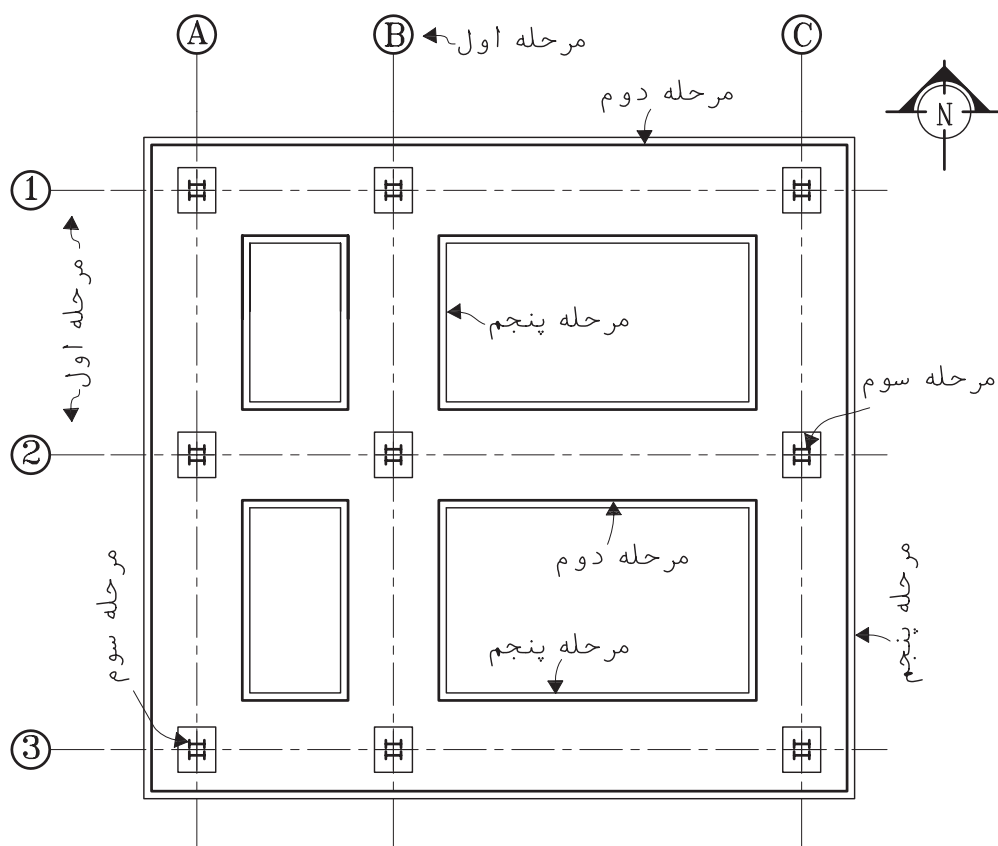 A
B
C
مرحله اول
N
مرحله دوم
1
مرحله اول
مرحله پنجم
مرحله سوم
2
مرحله دوم
مرحله سوم
مرحله پنجم
مرحله پنجم
3